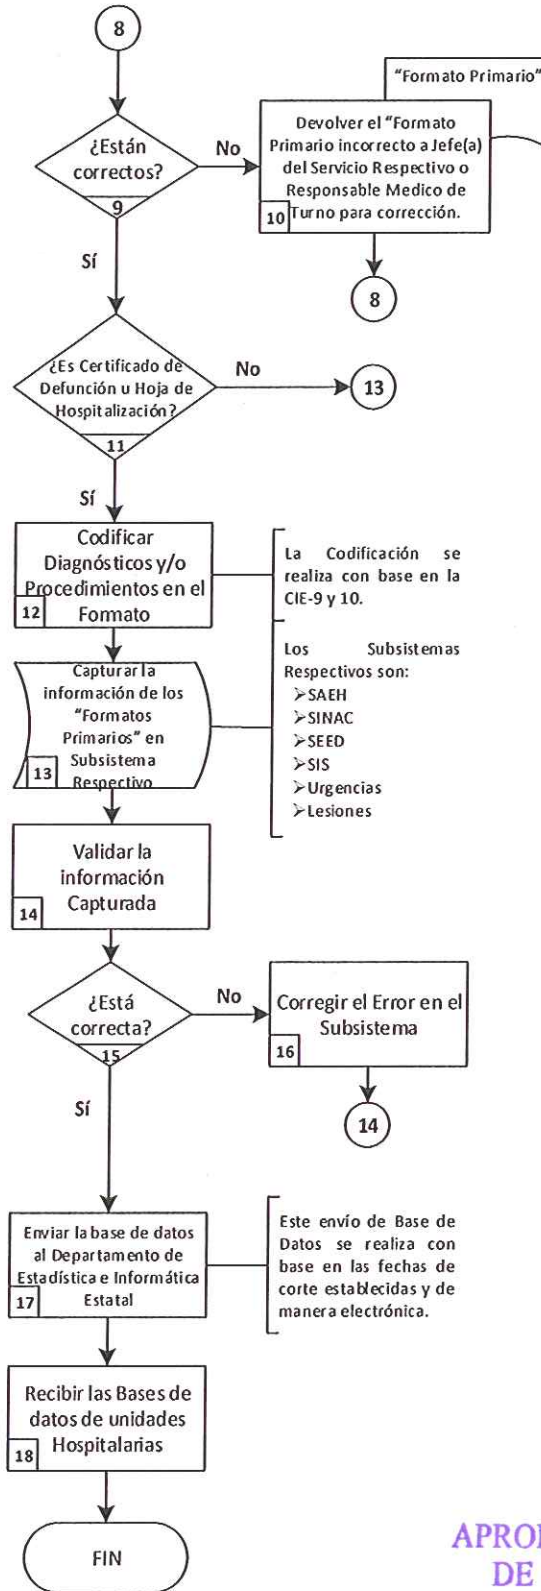 8
"Formato Primario"
¿Están
correctos?
9
No
Devolver el "Formato
Primario incorrecto a Jefe(a)
del Servicio Respectivo o
Responsable Medico de
Turno para corrección.
10
8
Sí
¿Es Certificado de
Defunción u Hoja de
Hospitalización?
11
No
13
Sí
Codificar
Diagnósticos y/o
Procedimientos en el
Formato
12
La Codificación se
realiza con base en la
CIE-9 y 10.
Capturar la
información de los
"Formatos
Primarios" en
Subsistema
Respectivo
13
Los Subsistemas
Respectivos son:
➢SAEH
➢SINAC
➢SEED
➢SIS
➢Urgencias
➢Lesiones
Validar la
información
Capturada
14
¿Está
correcta?
15
No
Corregir el Error en el
Subsistema
16
14
Sí
Enviar la base de datos
al Departamento de
Estadística e Informática
Estatal
17
Este envío de Base de
Datos se realiza con
base en las fechas de
corte establecidas y de
manera electrónica.
Recibir las Bases de
datos de unidades
Hospitalarias
18
FIN
DE